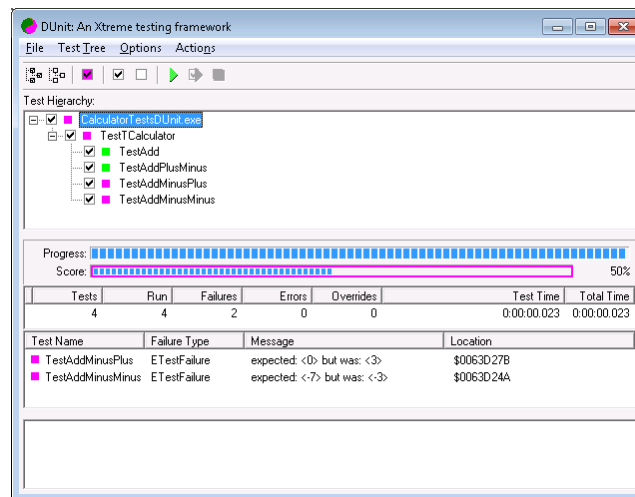 DUnit: An Xtreme testing framework
File Test Tree Options Actions
Test Hierarchy:
CalculatorTestsDUnit.exe
TestTCalculator
TestAdd
TestAddPlusMinus
TestAddMinusPlus
TestAddMinusMinus
Progress:
Score: 50%
Tests Run Failures Errors Overrides Test Time Total Time
4 4 2 0 0 0:00:00.023 0:00:00.023
Test Name Failure Type Message Location
TestAddMinusPlus ETestFailure expected: <0> but was: <3> $0063D27B
TestAddMinusMinus ETestFailure expected: <-7> but was: <-3> $0063D24A